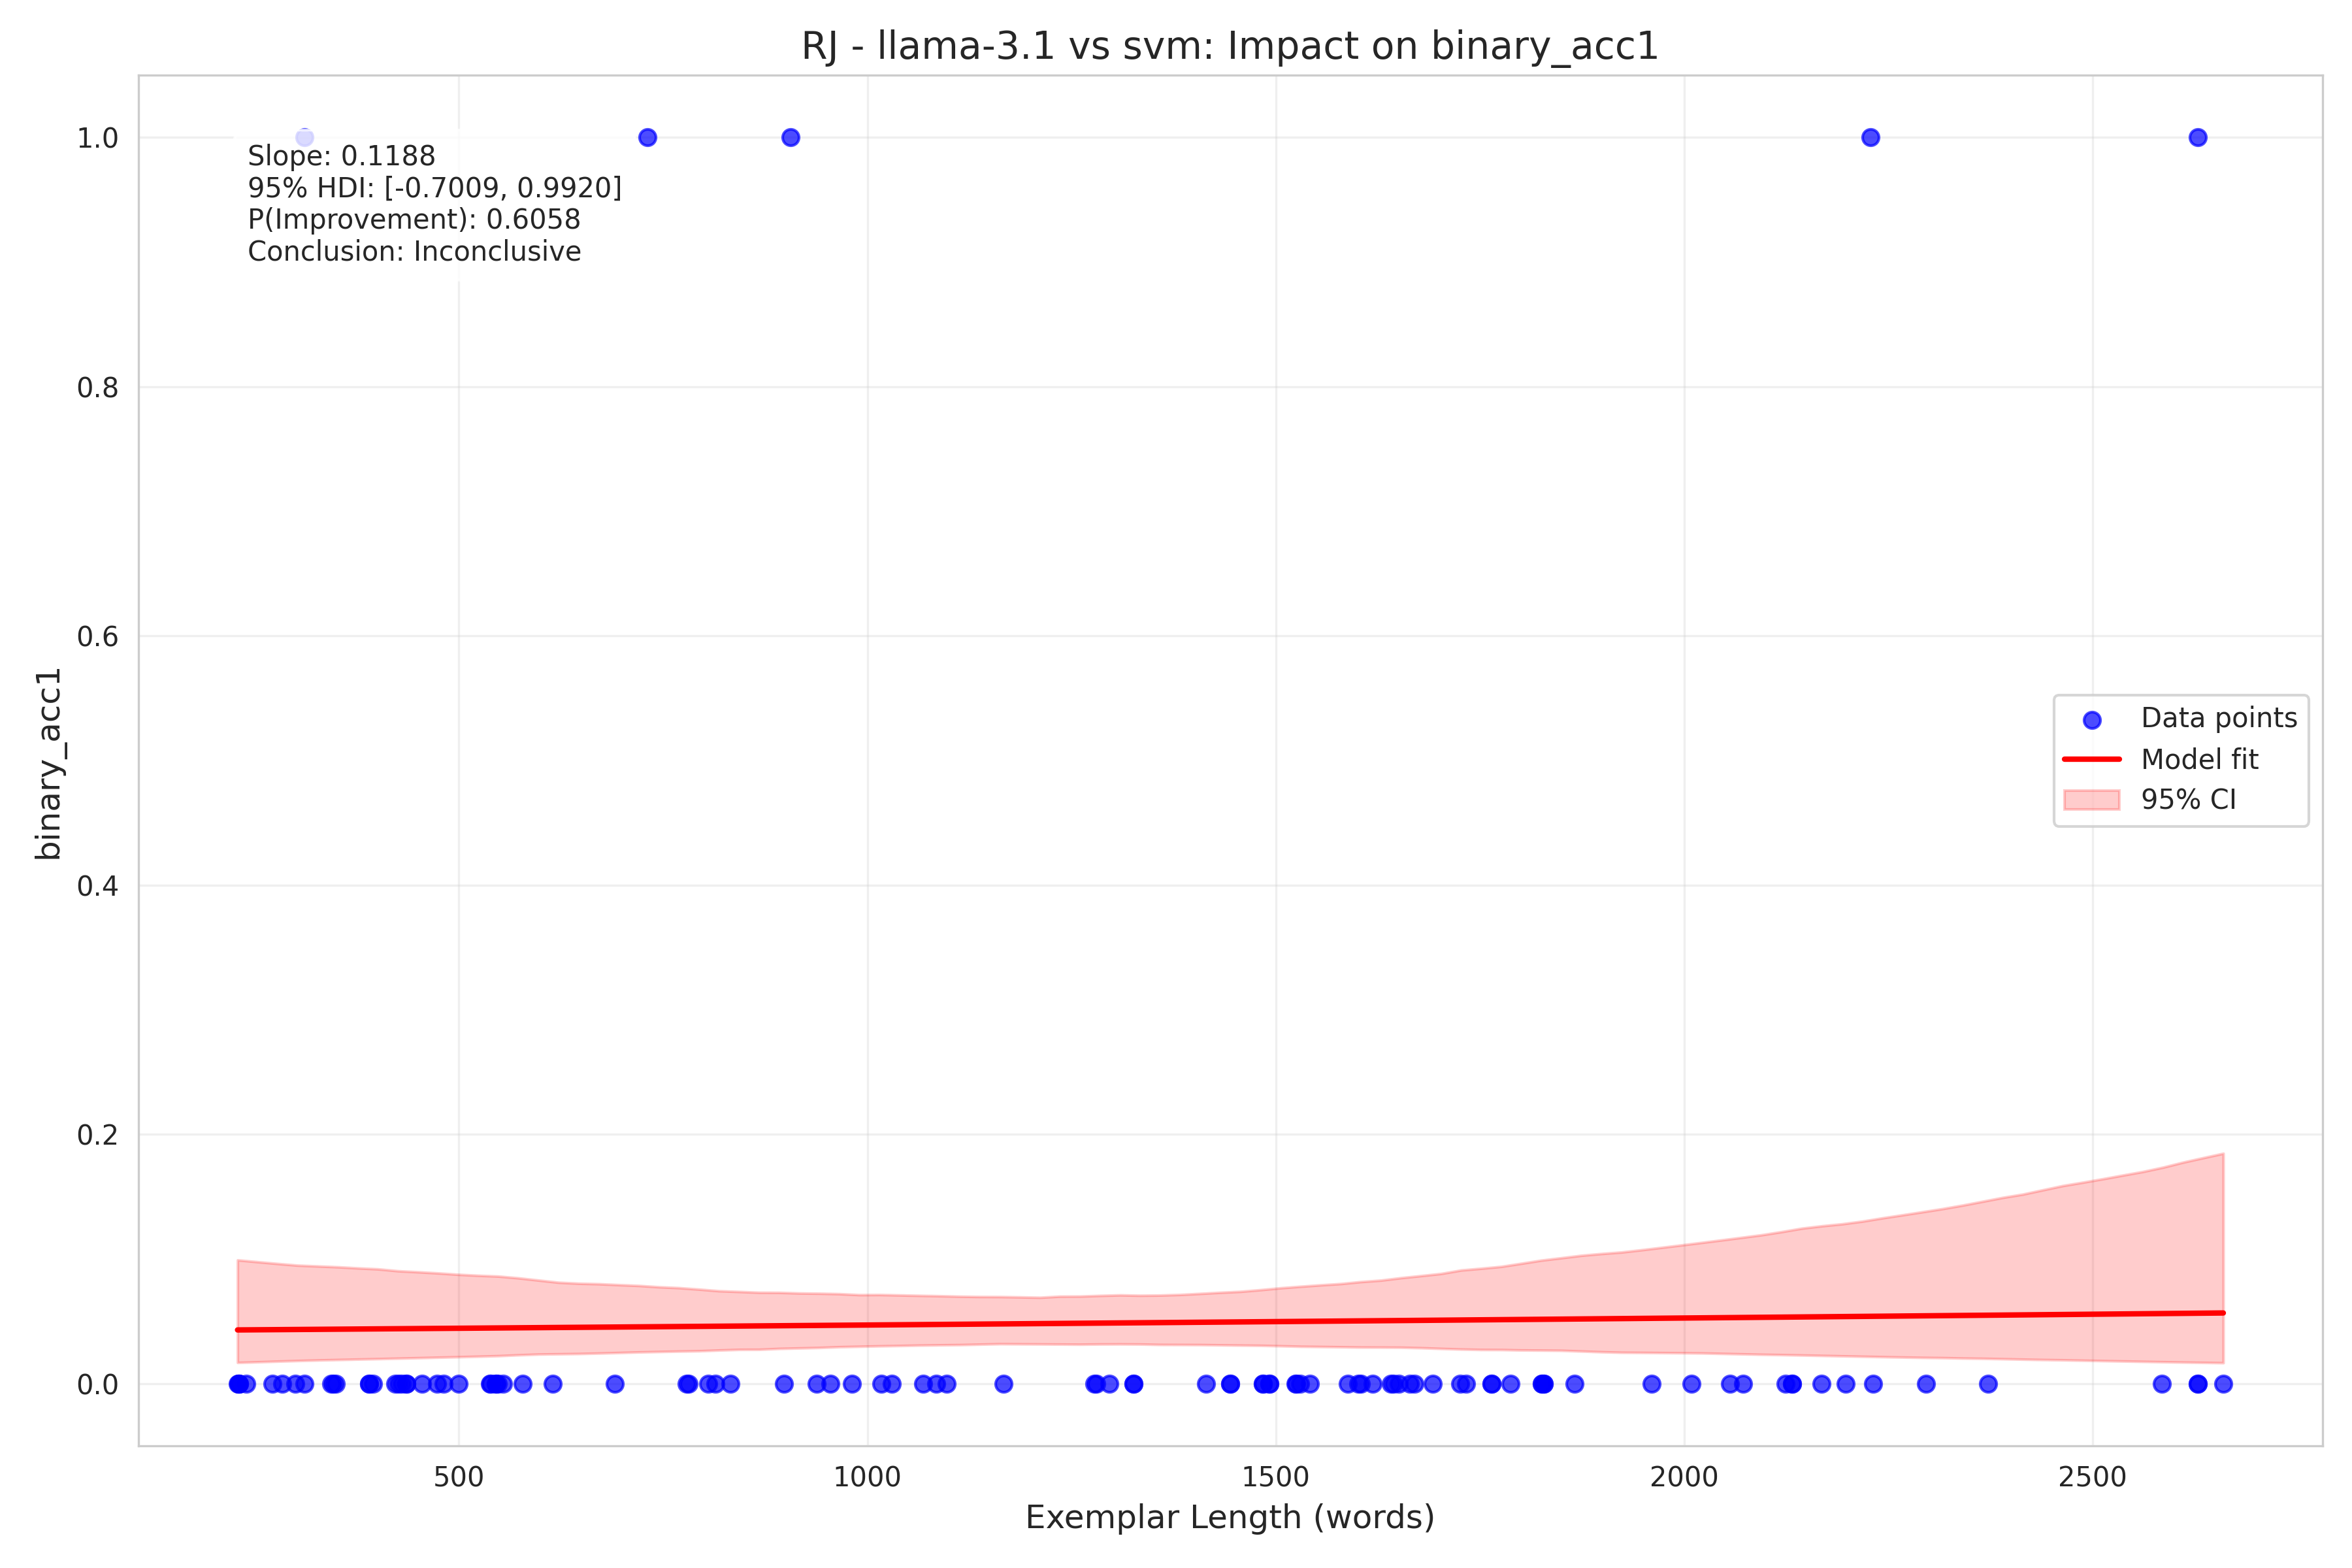 RJ - llama-3.1 vs svm: Impact on binary_acc1
1.0
0.8
0.6
0.4
0.2
0.0
binary_acc1
Slope: 0.1188
95% HDI: [-0.7009, 0.9920]
P(Improvement): 0.6058
Conclusion: Inconclusive
Data points
Model fit
95% CI
500
1000
1500
2000
2500
Exemplar Length (words)